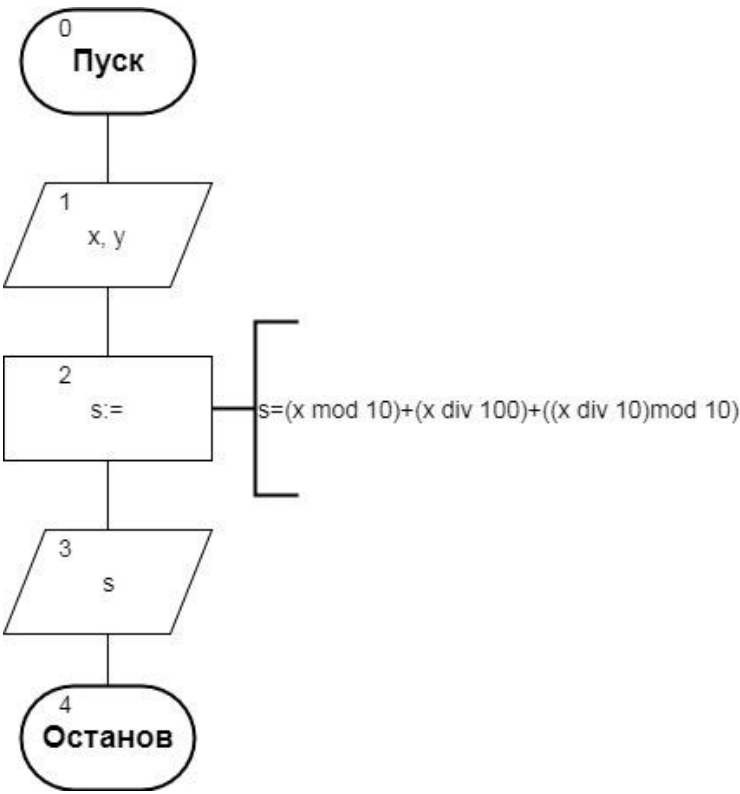 0
Пуск
1
x, y
2
s:=
s=(x mod 10)+(x div 100)+((x div 10)mod 10)
3
s
4
Останов